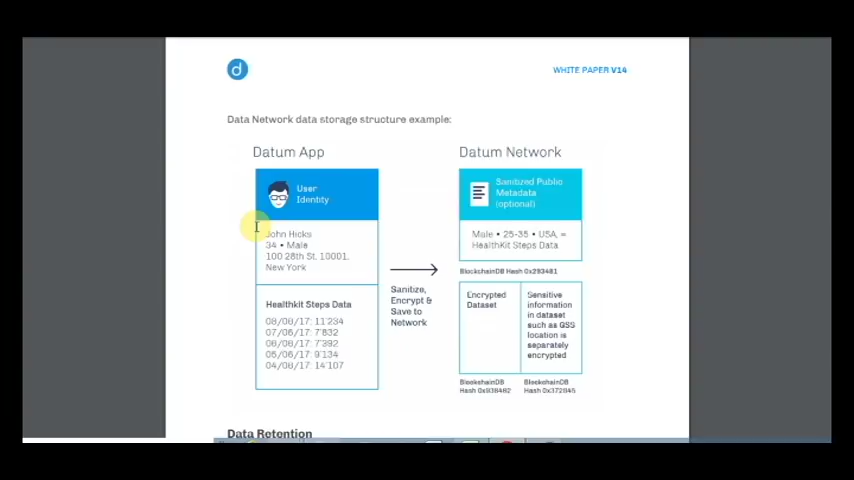 d
WHITE PAPER V14
Data Network data storage structure example:
Datum App
Datum Network
User
Identity
Sanitized Public
Metadata
(optional)
John Hicks
34 • Male
100 28th St. 10001,
New York
Male • 25-35 • USA, =
HealthKit Steps Data
BlockchainDB Hash 0x293481
Sanitize,
Encrypt &
Save to
Network
Healthkit Steps Data
08/08/17: 11'234
07/08/17: 7'832
06/08/17: 7'392
05/08/17: 9'134
04/08/17: 14'107
Encrypted
Dataset
Sensitive
information
in dataset
such as GSS
location is
separately
encrypted
BlockchainDB
Hash 0x938482
BlockchainDB
Hash 0x372945
Data Retention